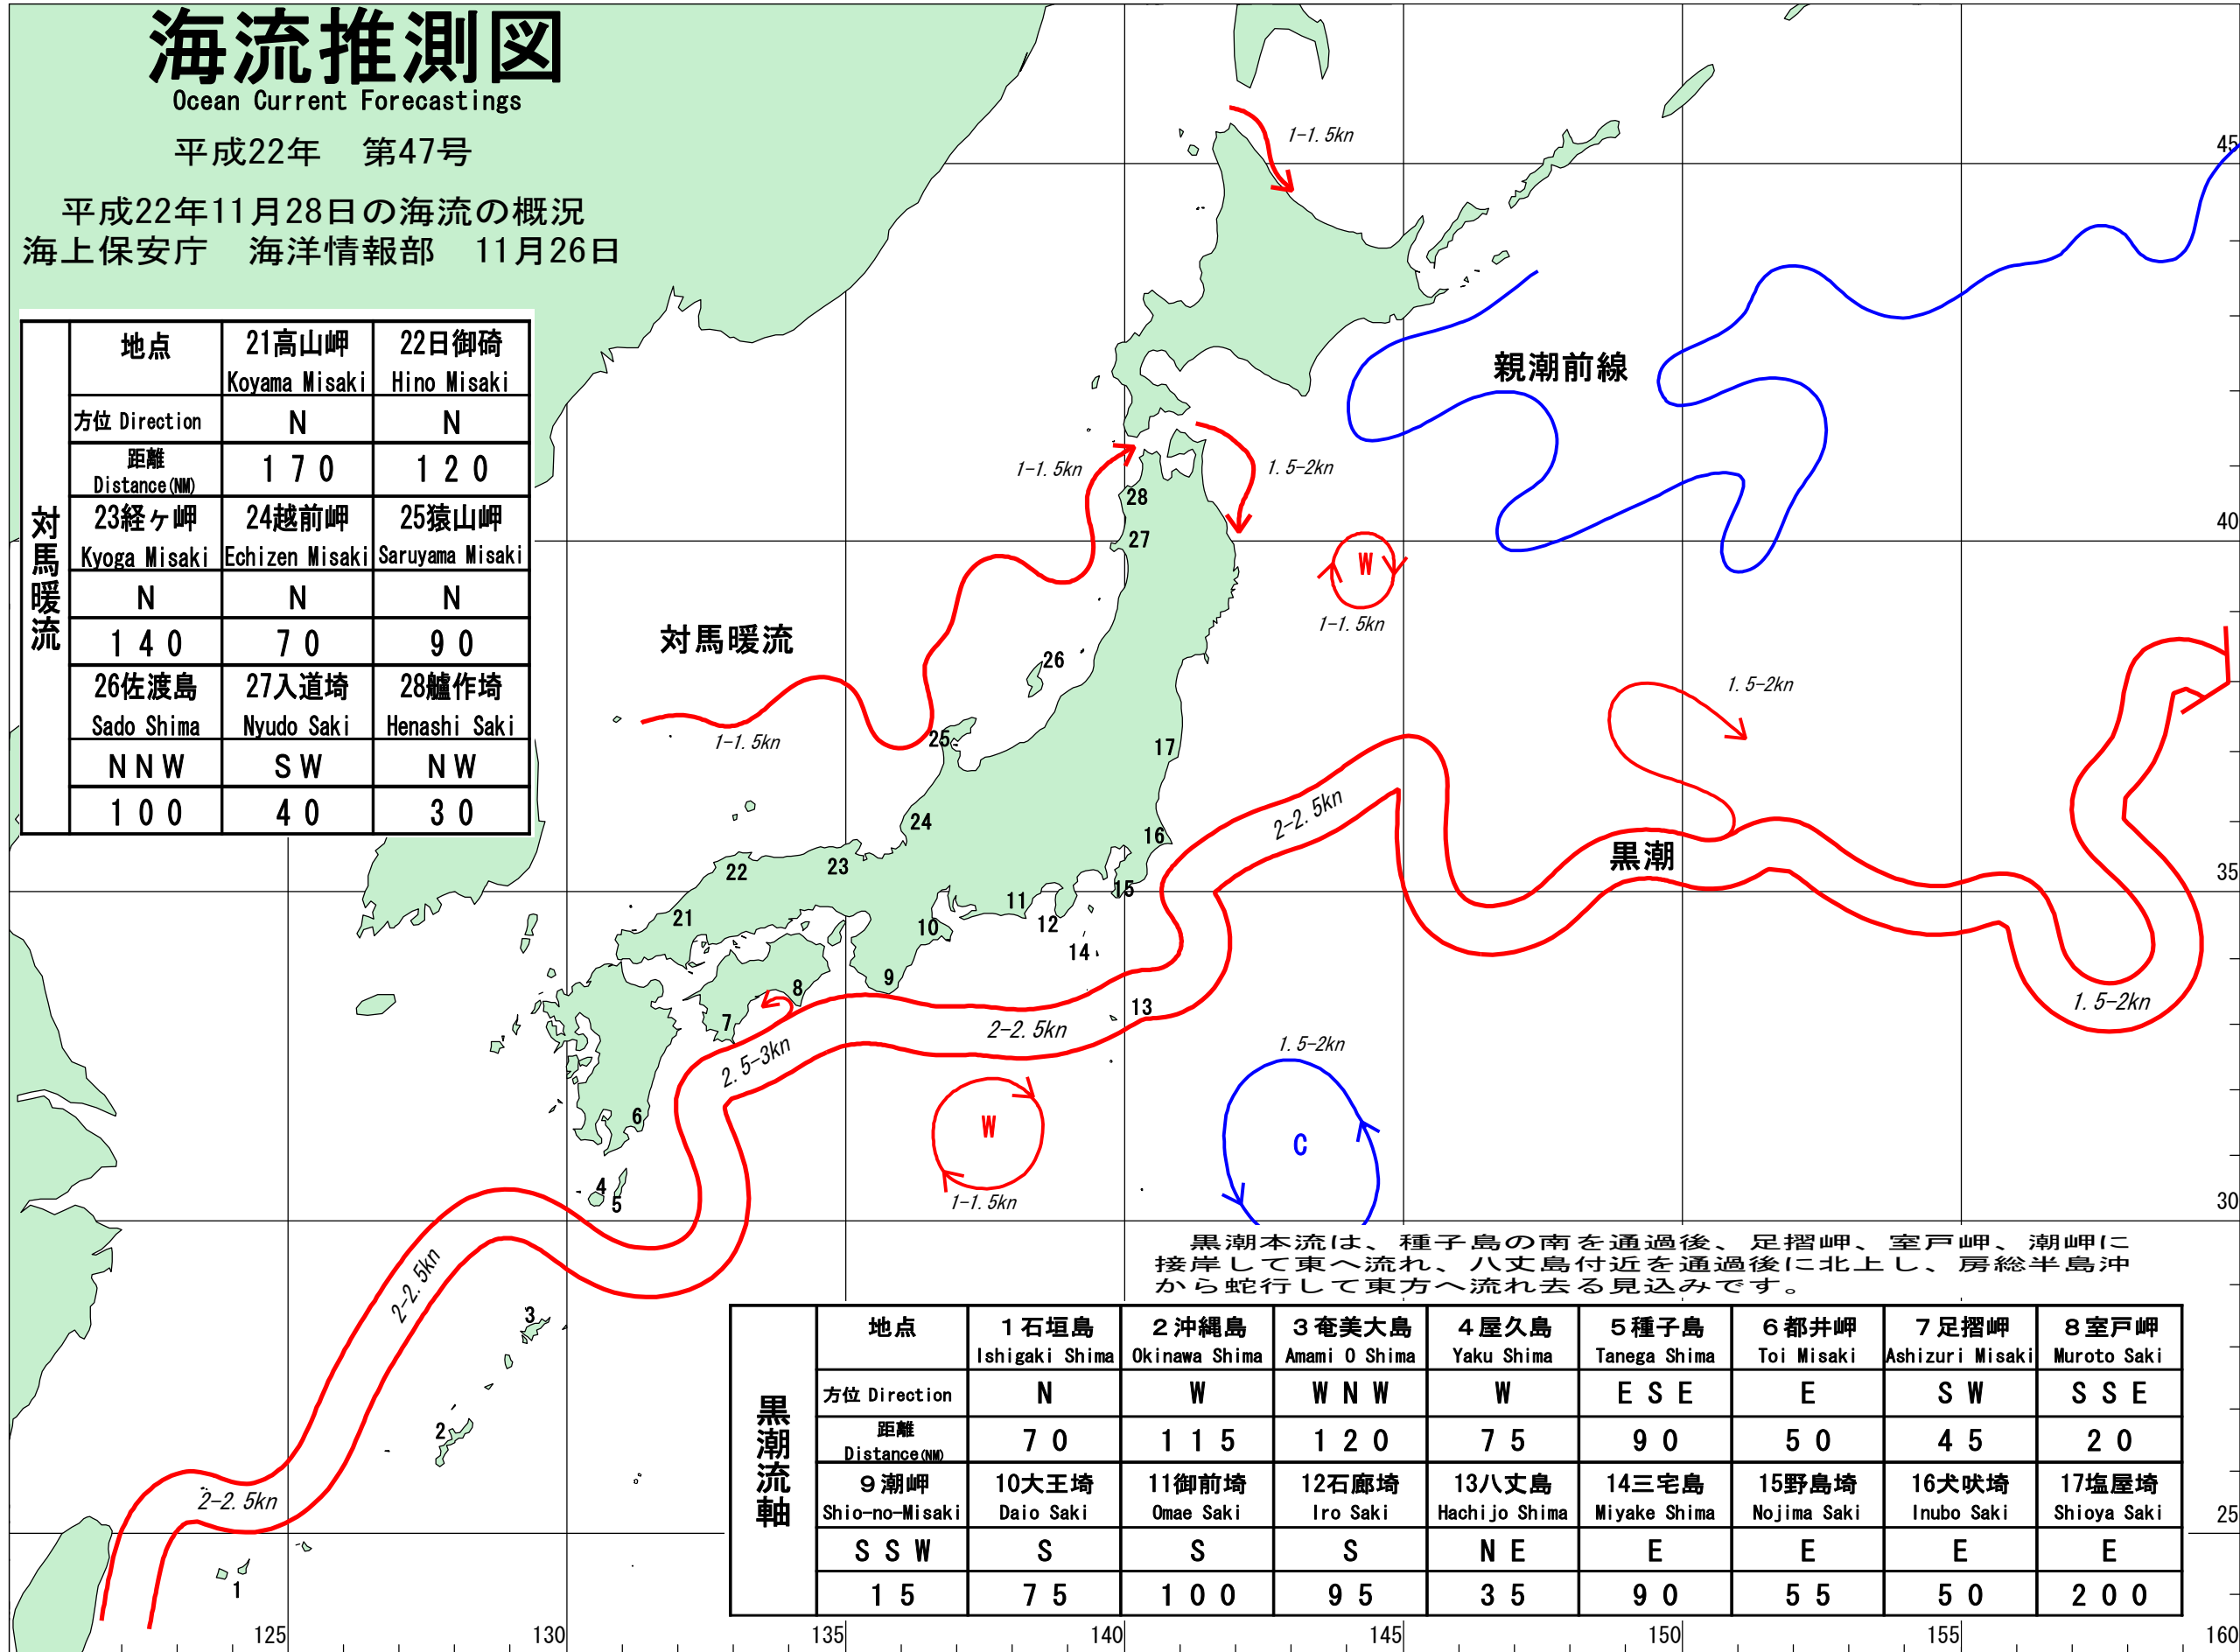 海流推測図
Ocean Current Forecastings
平成22年 第47号
平成22年11月28日の海流の概況
海上保安庁 海洋情報部 11月26日
対馬暖流
地点 21高山岬 22日御碕
Koyama Misaki Hino Misaki
方位 Direction N N
距離 Distance(NM) 170 120
23経ヶ岬 24越前岬 25猿山岬
Kyoga Misaki Echizen Misaki Saruyama Misaki
N N N
140 70 90
26佐渡島 27入道埼 28艫作埼
Sado Shima Nyudo Saki Henashi Saki
NNW SW NW
100 40 30
1-1.5kn
45
親潮前線
1-1.5kn
1.5-2kn
28
27
40
W
1-1.5kn
対馬暖流
26
1.5-2kn
1-1.5kn
25
17
2-2.5kn
24
16
黒潮
22
23
35
15
11
21
10
12
14
9
8
13
1.5-2kn
7
2-2.5kn
2.5-3kn
1.5-2kn
6
W
C
4
5
1-1.5kn
30
2-2.5kn
3
2
2-2.5kn
25
1
黒潮本流は、種子島の南を通過後、足摺岬、室戸岬、潮岬に
接岸して東へ流れ、八丈島付近を通過後に北上し、房総半島沖
から蛇行して東方へ流れ去る見込みです。
黒潮流軸
地点 1石垣島 2沖縄島 3奄美大島 4屋久島 5種子島 6都井岬 7足摺岬 8室戸岬
Ishigaki Shima Okinawa Shima Amami O Shima Yaku Shima Tanega Shima Toi Misaki Ashizuri Misaki Muroto Saki
方位 Direction N W WNW W ESE E SW SSE
距離 Distance(NM) 70 115 120 75 90 50 45 20
9潮岬 10大王埼 11御前埼 12石廊埼 13八丈島 14三宅島 15野島埼 16犬吠埼 17塩屋埼
Shio-no-Misaki Daio Saki Omae Saki Iro Saki Hachijo Shima Miyake Shima Nojima Saki Inubo Saki Shioya Saki
SSW S S S NE E E E E
15 75 100 95 35 90 55 50 200
125 130 135 140 145 150 155 160